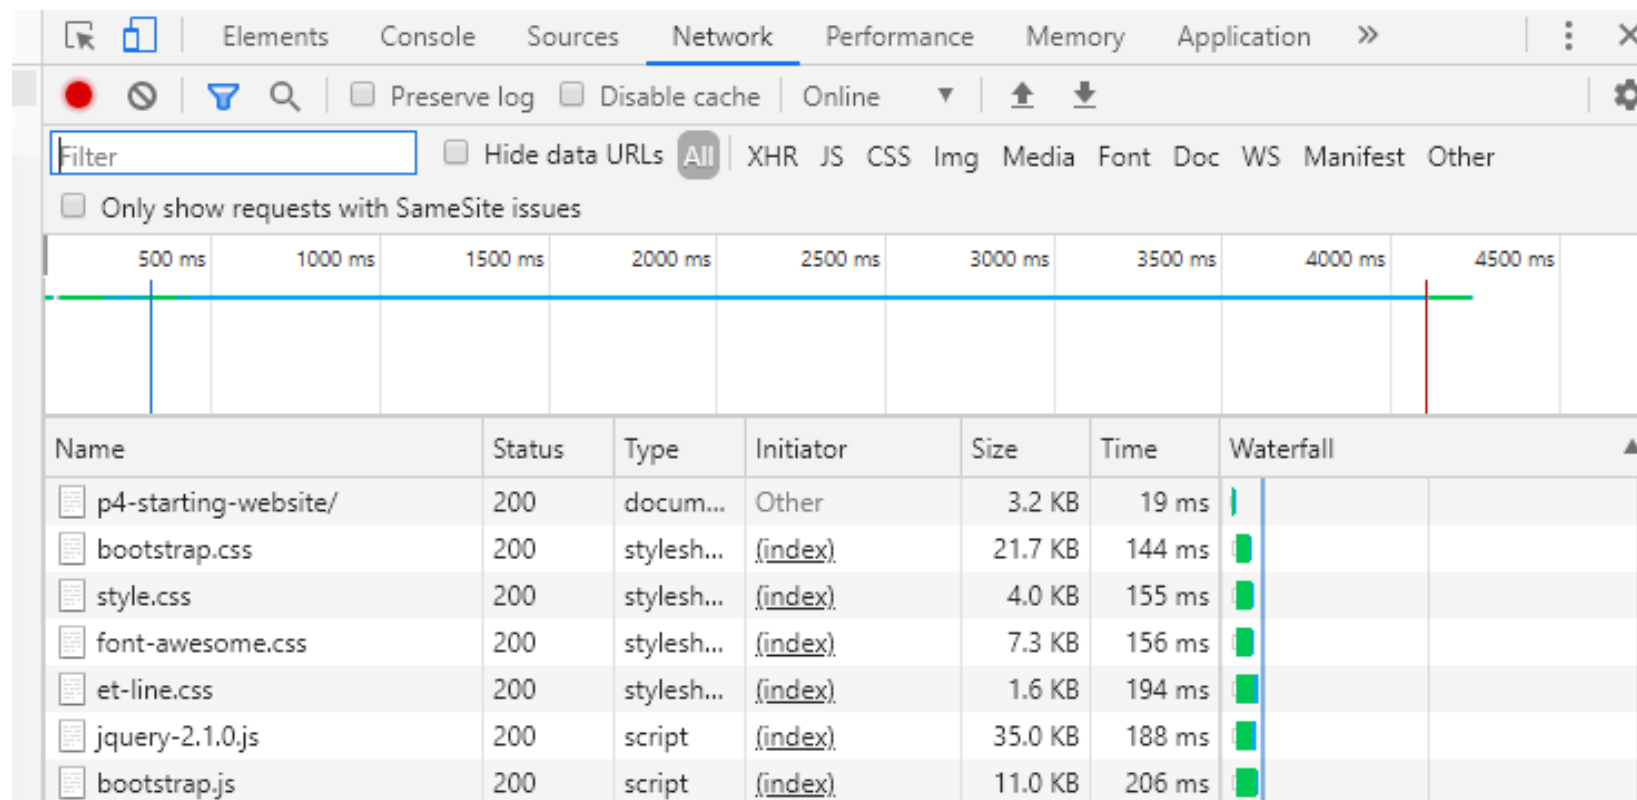 Elements Console Sources Network Performance Memory Application »
Preserve log Disable cache Online
Filter Hide data URLs All XHR JS CSS Img Media Font Doc WS Manifest Other
Only show requests with SameSite issues
500 ms 1000 ms 1500 ms 2000 ms 2500 ms 3000 ms 3500 ms 4000 ms 4500 ms
Name Status Type Initiator Size Time Waterfall
p4-starting-website/ 200 docum... Other 3.2 KB 19 ms
bootstrap.css 200 stylesh... (index) 21.7 KB 144 ms
style.css 200 stylesh... (index) 4.0 KB 155 ms
font-awesome.css 200 stylesh... (index) 7.3 KB 156 ms
et-line.css 200 stylesh... (index) 1.6 KB 194 ms
jquery-2.1.0.js 200 script (index) 35.0 KB 188 ms
bootstrap.js 200 script (index) 11.0 KB 206 ms